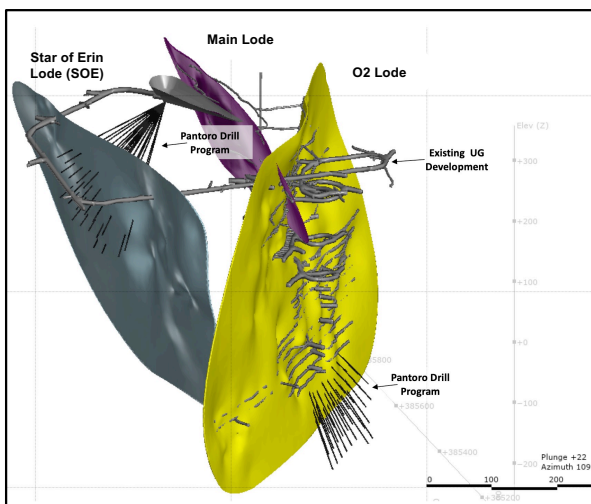 Main Lode
Star of Erin
Lode (SOE)
O2 Lode
Elev (Z)
Pantoro Drill
Program
Existing UG
Development
+300
+200
+100
+0
-100
-200
+385600
+385400
+385200
Pantoro Drill
Program
Plunge +22
Azimuth 109
0
100
200